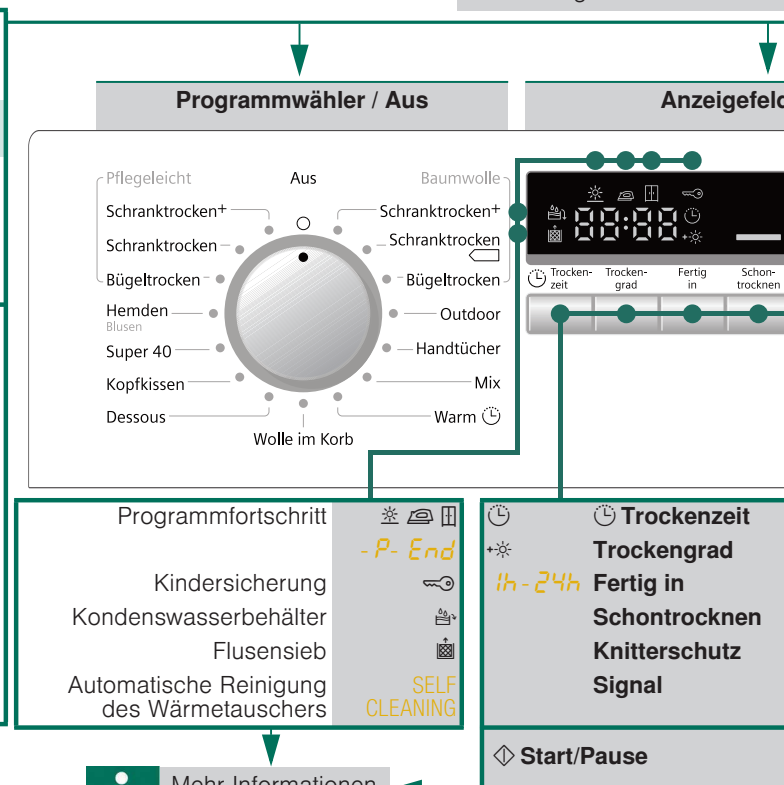 Programmwähler / Aus
Anzeigefeld
Pflegeleicht
Aus
Baumwolle
Schranktrocken+
Schranktrocken
Bügeltrocken
Hemden
Blusen
Super 40
Kopfkissen
Dessous
Wolle im Korb
Schranktrocken+
Schranktrocken
Bügeltrocken
Outdoor
Handtücher
Mix
Warm
88:88
Trocken-
zeit
Trocken-
grad
Fertig
in
Schon-
trocknen
Programmfortschritt
-P- End
Kindersicherung
Kondenswasserbehälter
Flusensieb
Automatische Reinigung SELF
des Wärmetauschers CLEANING
Trockenzeit
Trockengrad
1h - 24h Fertig in
Schontrocknen
Knitterschutz
Signal
Start/Pause
Mehr Informationen